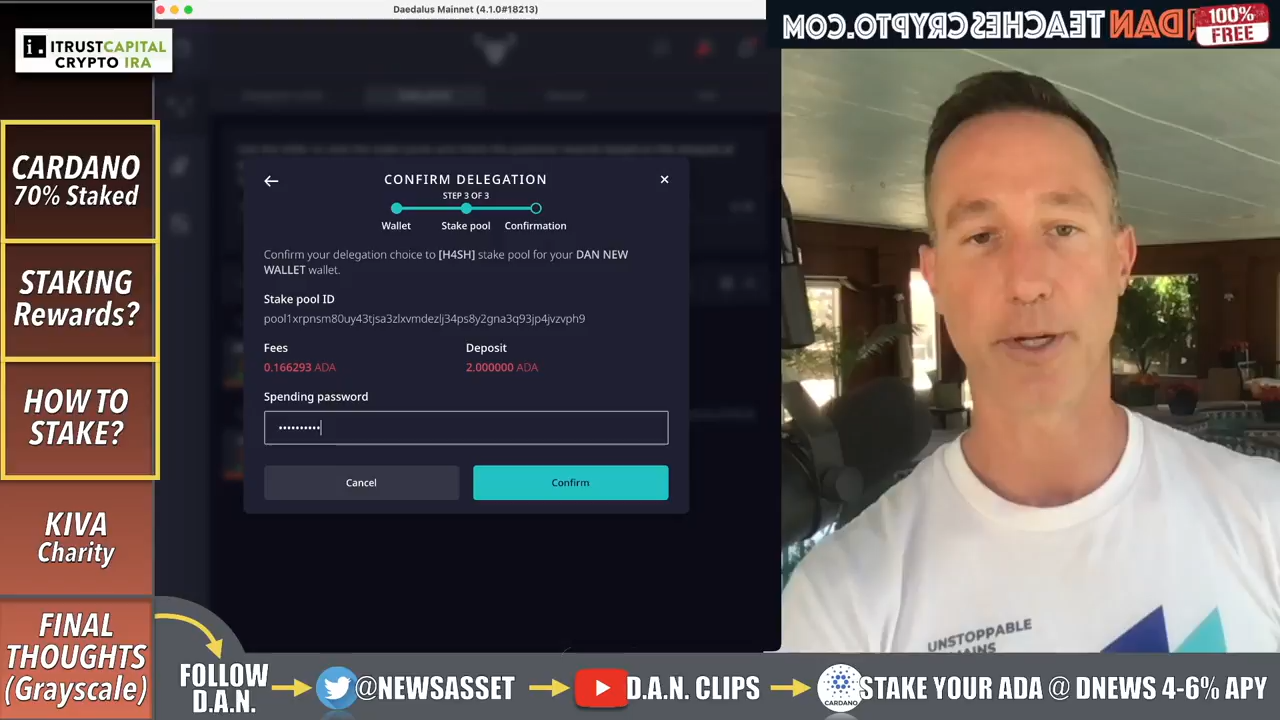 Daedalus Mainnet (4.1.0#18213)
DAN TEACHESCRYPTO.COM
100%
FREE
i. ITRUSTCAPITAL
CRYPTO IRA
CARDANO
70% Staked
STAKING
Rewards?
HOW TO
STAKE?
KIVA
Charity
FINAL
THOUGHTS
(Grayscale)
CONFIRM DELEGATION
STEP 3 OF 3
Wallet
Stake pool
Confirmation
Confirm your delegation choice to [H4SH] stake pool for your DAN NEW
WALLET wallet.
Stake pool ID
pool1xrpnsm80uy43tjsa3zlxvmdezlj34ps8y2gna3q93jp4jvzvph9
Fees
Deposit
0.166293 ADA
2.000000 ADA
Spending password
••••••••••
Cancel
Confirm
UNSTOPPABLE
FOLLOW
D.A.N.
@NEWSASSET
D.A.N. CLIPS
CARDANO
STAKE YOUR ADA @ DNEWS 4-6% APY